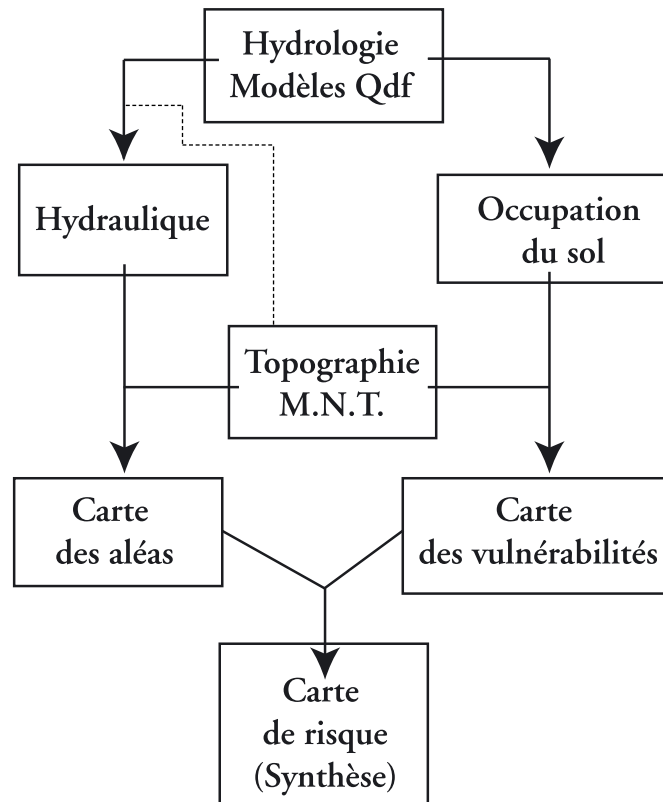 Hydrologie
Modèles Qdf
Hydraulique
Occupation
du sol
Topographie
M.N.T.
Carte
des aléas
Carte
des vulnérabilités
Carte
de risque
(Synthèse)